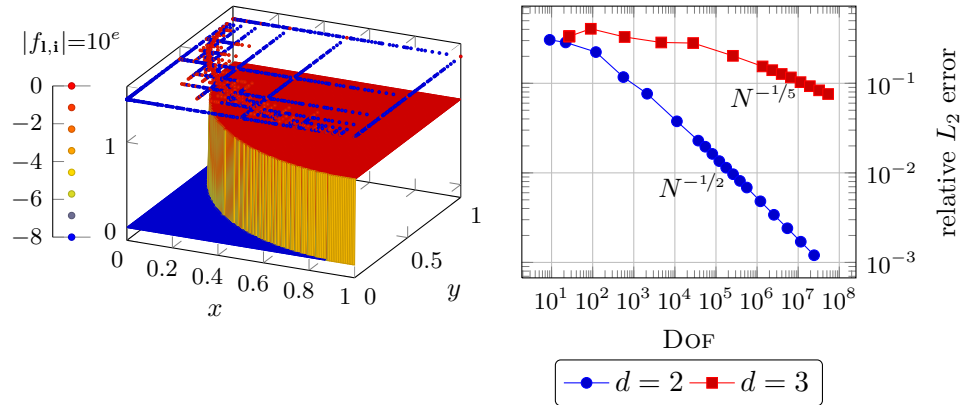 |f_{l,i}|=10^e
0
−2
−4
−6
−8
1
0
0
0.2
0.4
0.6
0.8
1
x
0
0.5
1
y
10^{−1}
10^{−2}
10^{−3}
relative L_2 error
N^{−1/5}
N^{−1/2}
10^1 10^2 10^3 10^4 10^5 10^6 10^7 10^8
DOF
d = 2 d = 3